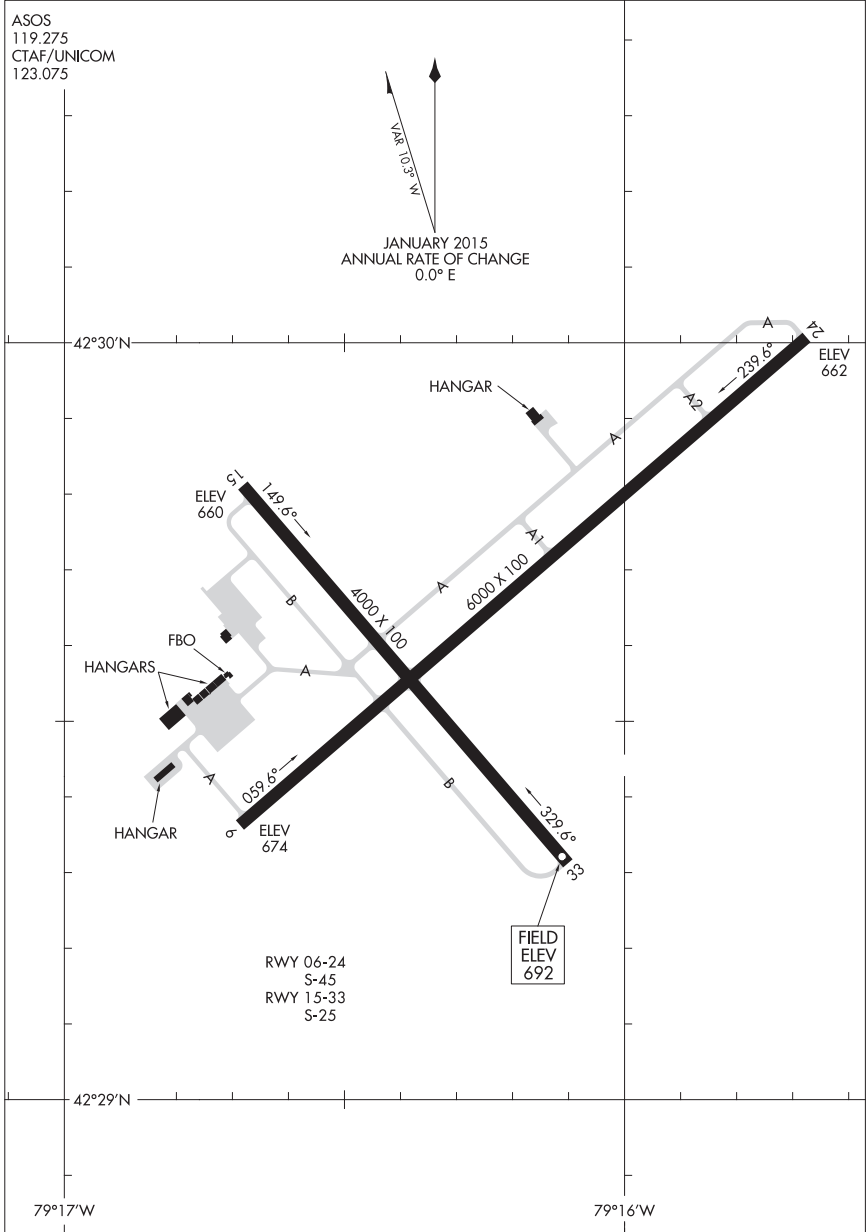 ASOS
119.275
CTAF/UNICOM
123.075
VAR 10.3° W
JANUARY 2015
ANNUAL RATE OF CHANGE
0.0° E
42°30'N
A
24
ELEV
662
239.6°
HANGAR
A2
A
15
ELEV
660
149.6°
A1
6000 X 100
A
4000 X 100
B
FBO
HANGARS
A
059.6°
A
B
329.6°
HANGAR
6
ELEV
674
33
FIELD
ELEV
692
RWY 06-24
S-45
RWY 15-33
S-25
42°29'N
79°17'W
79°16'W